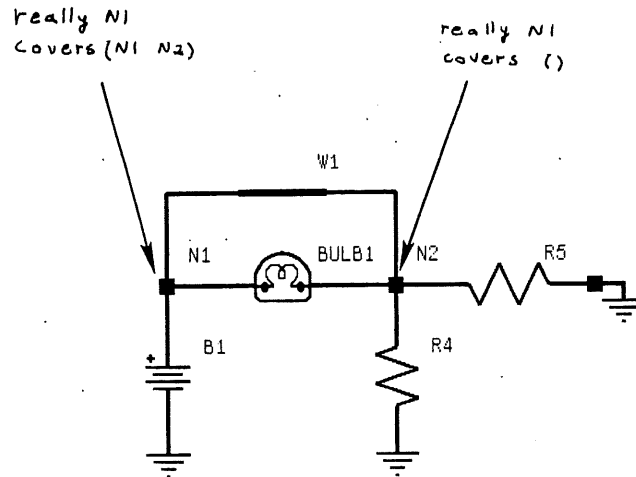 really N1
covers (N1 N2)
really N1
covers ()
W1
N1
BULB1
N2
R5
+
B1
R4